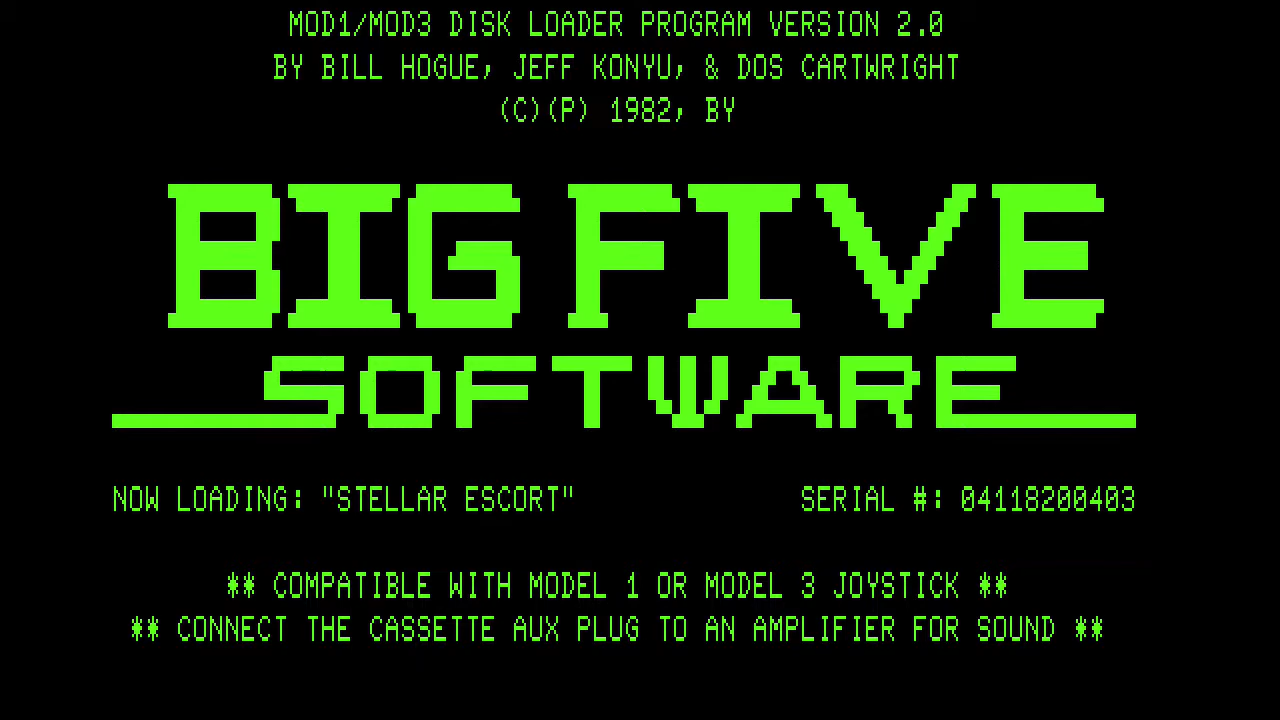 MOD1/MOD3 DISK LOADER PROGRAM VERSION 2.0
BY BILL HOGUE, JEFF KONYU, & DOS CARTWRIGHT
(C)(P) 1982, BY
BIG FIVE
SOFTWARE
NOW LOADING: "STELLAR ESCORT" SERIAL #: 04118200403
** COMPATIBLE WITH MODEL 1 OR MODEL 3 JOYSTICK **
** CONNECT THE CASSETTE AUX PLUG TO AN AMPLIFIER FOR SOUND **